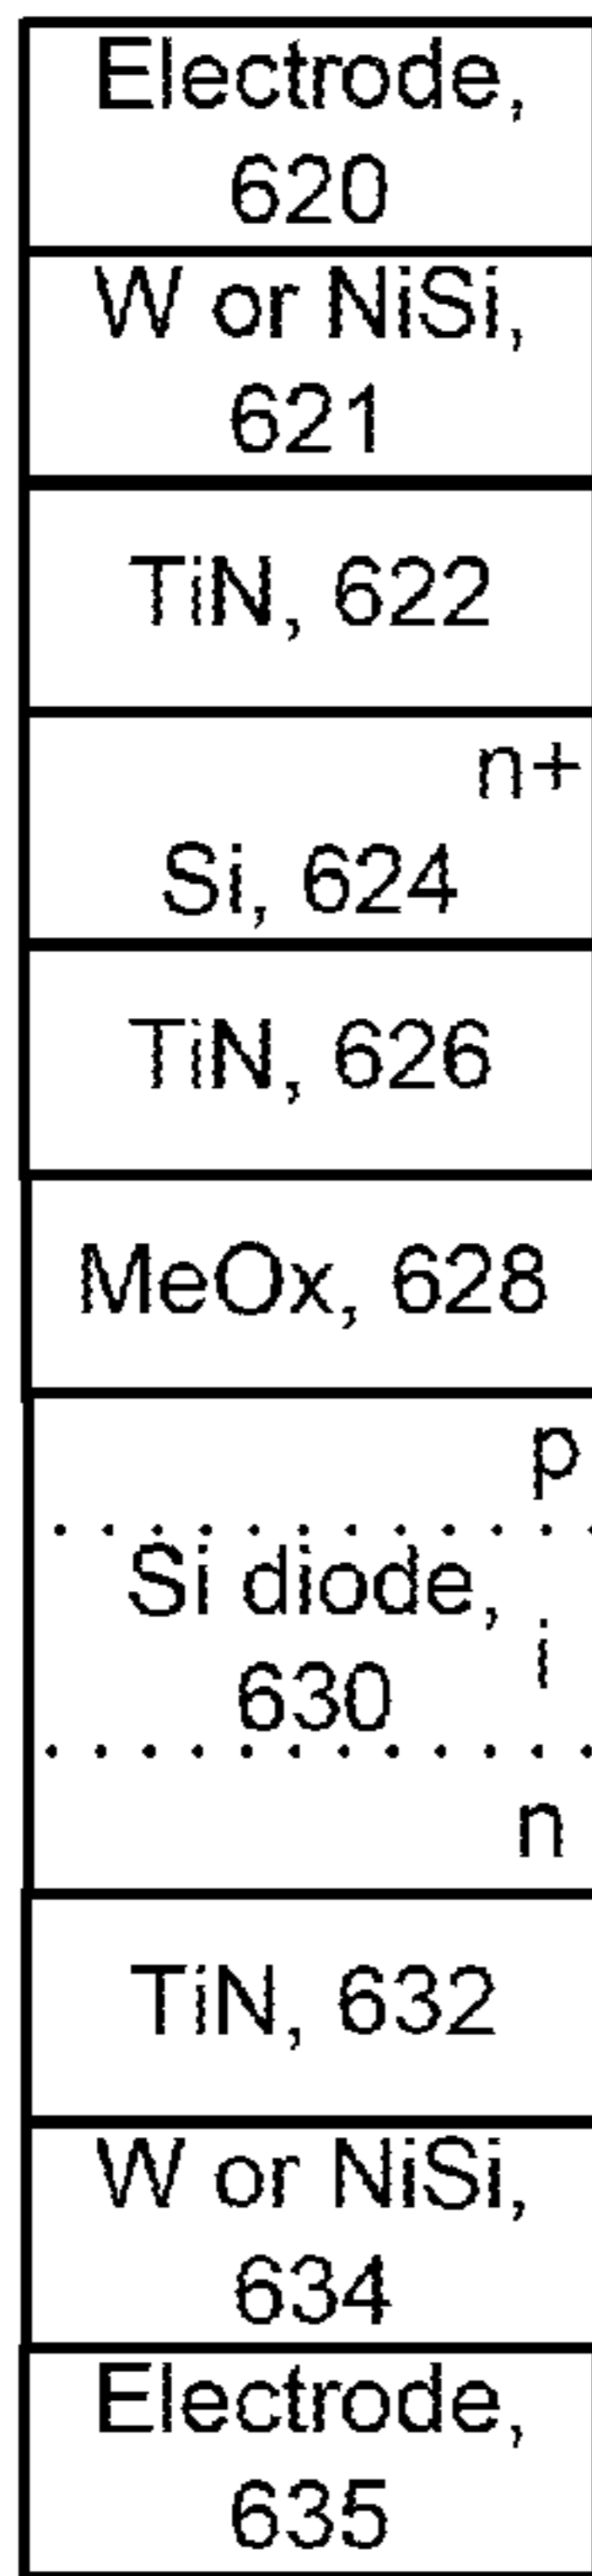 Electrode,
620
W or NiSi,
621
TiN, 622
n+
Si, 624
TiN, 626
MeOx, 628
p
Si diode,
i
630
n
TiN, 632
W or NiSi,
634
Electrode,
635